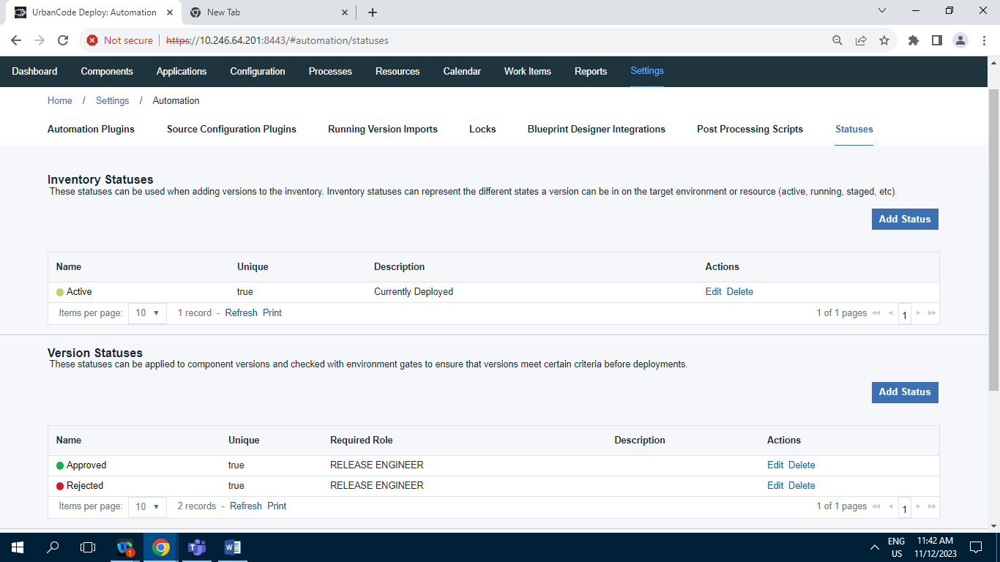 UrbanCode Deploy: Automation
New Tab
Not secure https://10.246.64.201:8443/#automation/statuses
Dashboard Components Applications Configuration Processes Resources Calendar Work Items Reports Settings
Home / Settings / Automation
Automation Plugins Source Configuration Plugins Running Version Imports Locks Blueprint Designer Integrations Post Processing Scripts Statuses
Inventory Statuses
These statuses can be used when adding versions to the inventory. Inventory statuses can represent the different states a version can be in on the target environment or resource (active, running, staged, etc).
Add Status
Name Unique Description Actions
Active true Currently Deployed Edit Delete
Items per page: 10 1 record - Refresh Print 1 of 1 pages 1
Version Statuses
These statuses can be applied to component versions and checked with environment gates to ensure that versions meet certain criteria before deployments.
Add Status
Name Unique Required Role Description Actions
Approved true RELEASE ENGINEER Edit Delete
Rejected true RELEASE ENGINEER Edit Delete
Items per page: 10 2 records - Refresh Print 1 of 1 pages 1
1
ENG 11:42 AM
US 11/12/2023